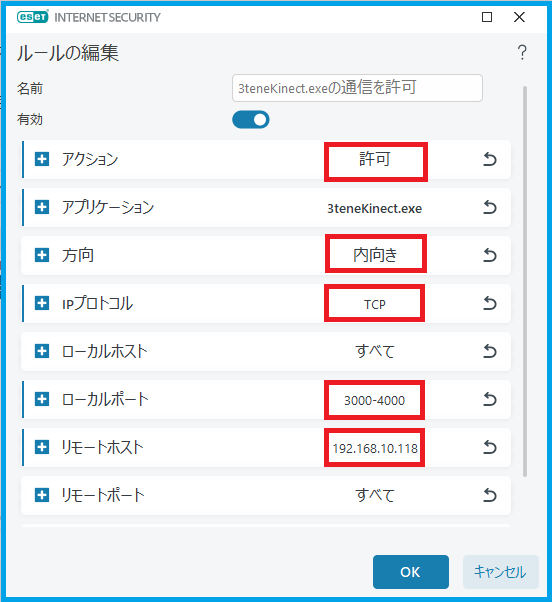 eset INTERNET SECURITY
ルールの編集 ?
名前 3teneKinect.exeの通信を許可
有効
アクション 許可
アプリケーション 3teneKinect.exe
方向 内向き
IPプロトコル TCP
ローカルホスト すべて
ローカルポート 3000-4000
リモートホスト 192.168.10.118
リモートポート すべて
OK キャンセル